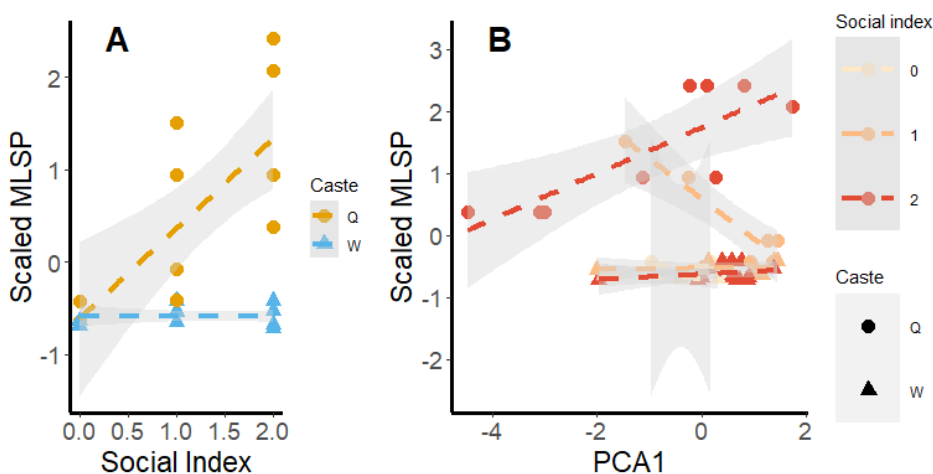 A
Scaled MLSP
2
1
0
-1
0.0 0.5 1.0 1.5 2.0
Social Index
Caste
Q
W
B
Scaled MLSP
3
2
1
0
-1
-2
-4 -2 0 2
PCA1
Social index
0
1
2
Caste
Q
W